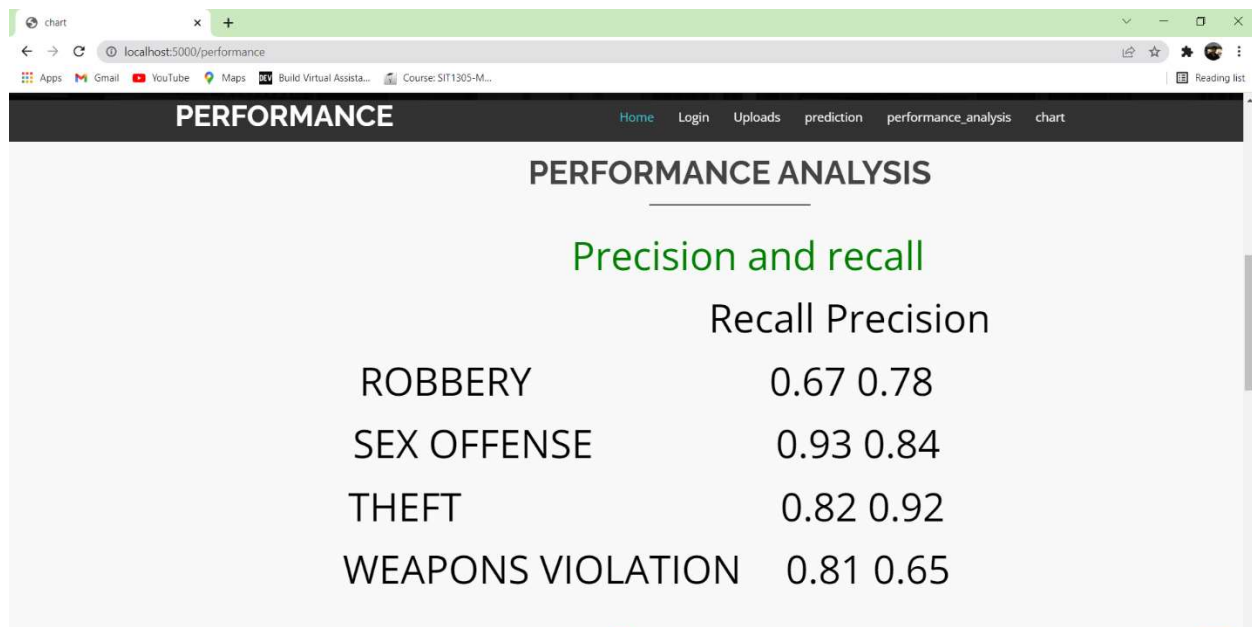 chart
localhost:5000/performance
Apps Gmail YouTube Maps DEV Build Virtual Assista... Course: SIT1305-M... Reading list
PERFORMANCE Home Login Uploads prediction performance_analysis chart
PERFORMANCE ANALYSIS
Precision and recall
Recall Precision
ROBBERY 0.67 0.78
SEX OFFENSE 0.93 0.84
THEFT 0.82 0.92
WEAPONS VIOLATION 0.81 0.65